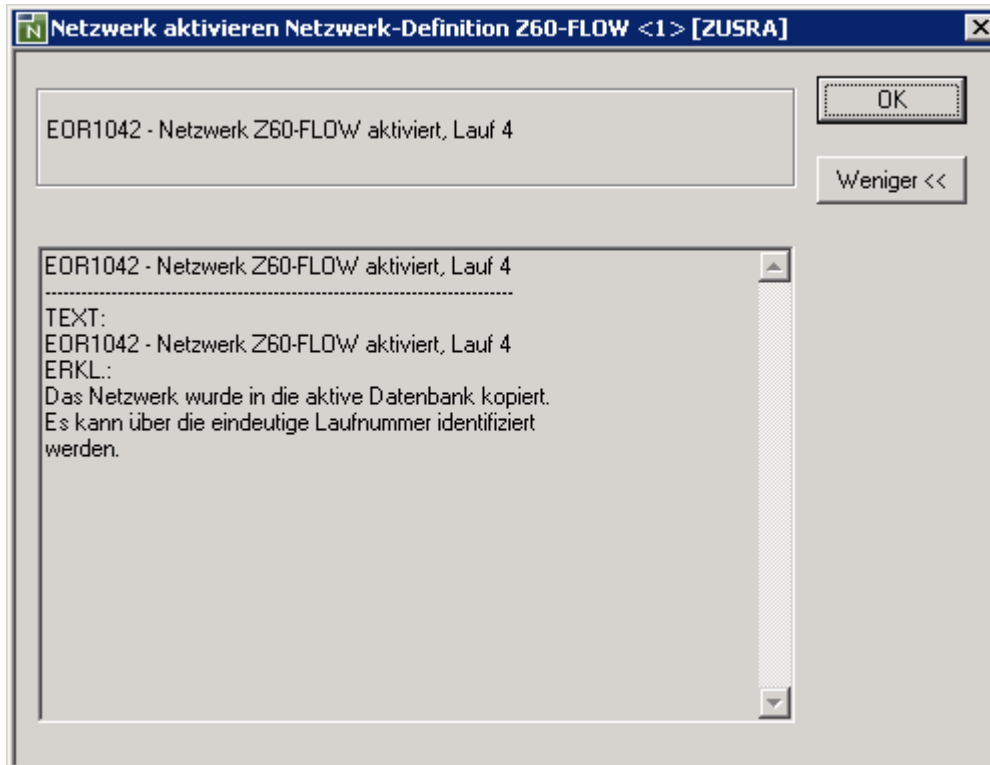 Netzwerk aktivieren Netzwerk-Definition Z60-FLOW <1> [ZUSRA]
EOR1042 - Netzwerk Z60-FLOW aktiviert, Lauf 4
OK
Weniger <<
EOR1042 - Netzwerk Z60-FLOW aktiviert, Lauf 4
------------------------------------------------------------------------------
TEXT:
EOR1042 - Netzwerk Z60-FLOW aktiviert, Lauf 4
ERKL.:
Das Netzwerk wurde in die aktive Datenbank kopiert.
Es kann über die eindeutige Laufnummer identifiziert
werden.